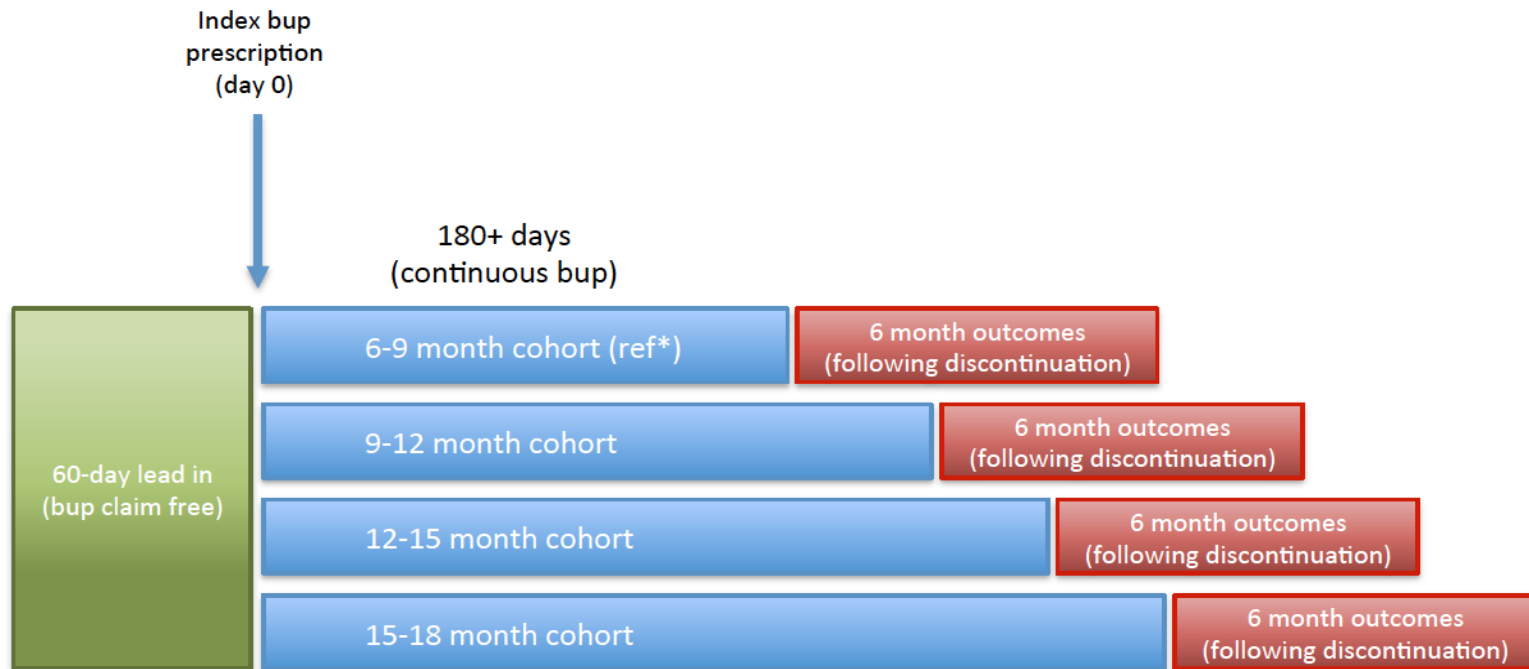 Index bup
prescription
(day 0)
180+ days
(continuous bup)
60-day lead in
(bup claim free)
6-9 month cohort (ref*)
6 month outcomes
(following discontinuation)
9-12 month cohort
6 month outcomes
(following discontinuation)
12-15 month cohort
6 month outcomes
(following discontinuation)
15-18 month cohort
6 month outcomes
(following discontinuation)